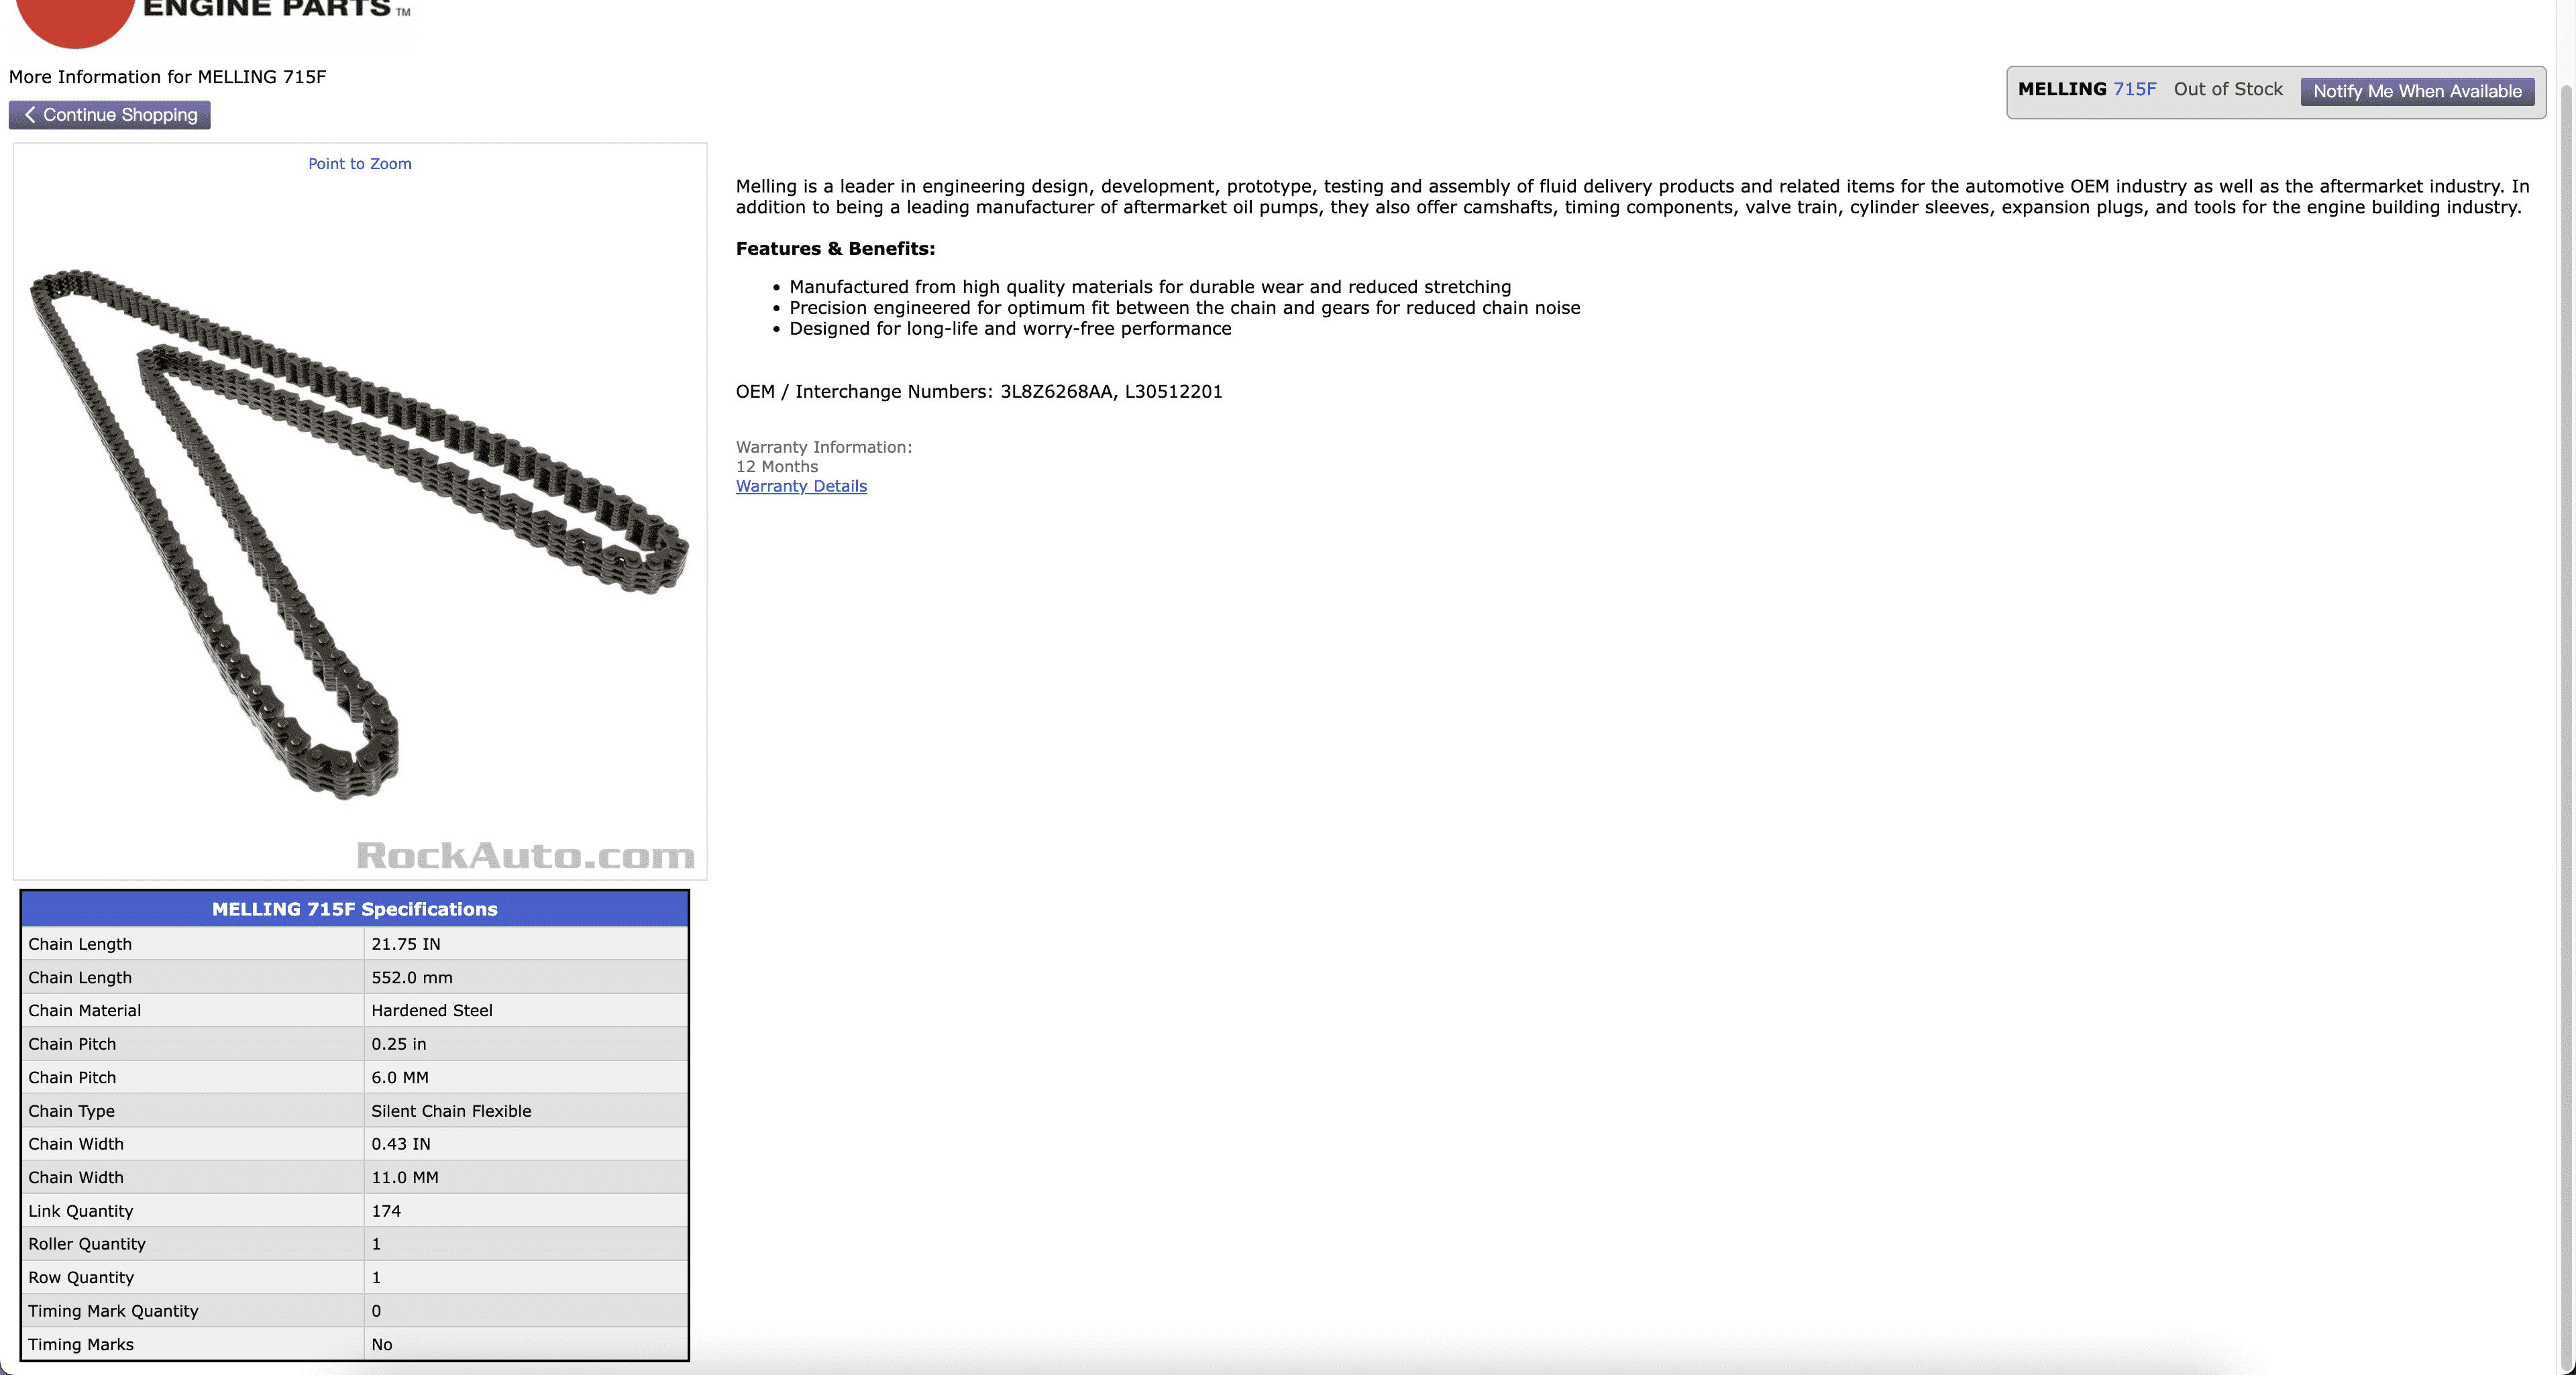 ENGINE PARTS TM
More Information for MELLING 715F
MELLING 715F Out of Stock Notify Me When Available
Continue Shopping
Point to Zoom
RockAuto.com
Melling is a leader in engineering design, development, prototype, testing and assembly of fluid delivery products and related items for the automotive OEM industry as well as the aftermarket industry. In
addition to being a leading manufacturer of aftermarket oil pumps, they also offer camshafts, timing components, valve train, cylinder sleeves, expansion plugs, and tools for the engine building industry.
Features & Benefits:
• Manufactured from high quality materials for durable wear and reduced stretching
• Precision engineered for optimum fit between the chain and gears for reduced chain noise
• Designed for long-life and worry-free performance
OEM / Interchange Numbers: 3L8Z6268AA, L30512201
Warranty Information:
12 Months
Warranty Details
MELLING 715F Specifications
Chain Length 21.75 IN
Chain Length 552.0 mm
Chain Material Hardened Steel
Chain Pitch 0.25 in
Chain Pitch 6.0 MM
Chain Type Silent Chain Flexible
Chain Width 0.43 IN
Chain Width 11.0 MM
Link Quantity 174
Roller Quantity 1
Row Quantity 1
Timing Mark Quantity 0
Timing Marks No